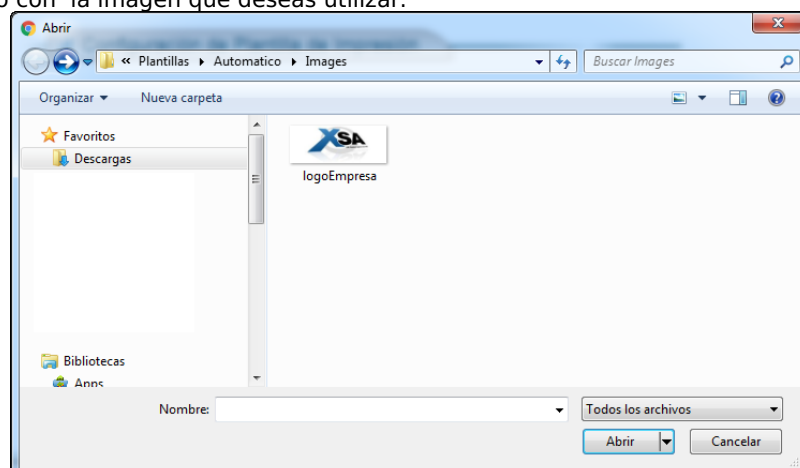 con la imagen que deseas utilizar.
Abrir
« Plantillas Automatico Images
Buscar Images
Organizar Nueva carpeta
Favoritos
Descargas
XSA
logoEmpresa
Bibliotecas
Apps
Nombre:
Todos los archivos
Abrir Cancelar